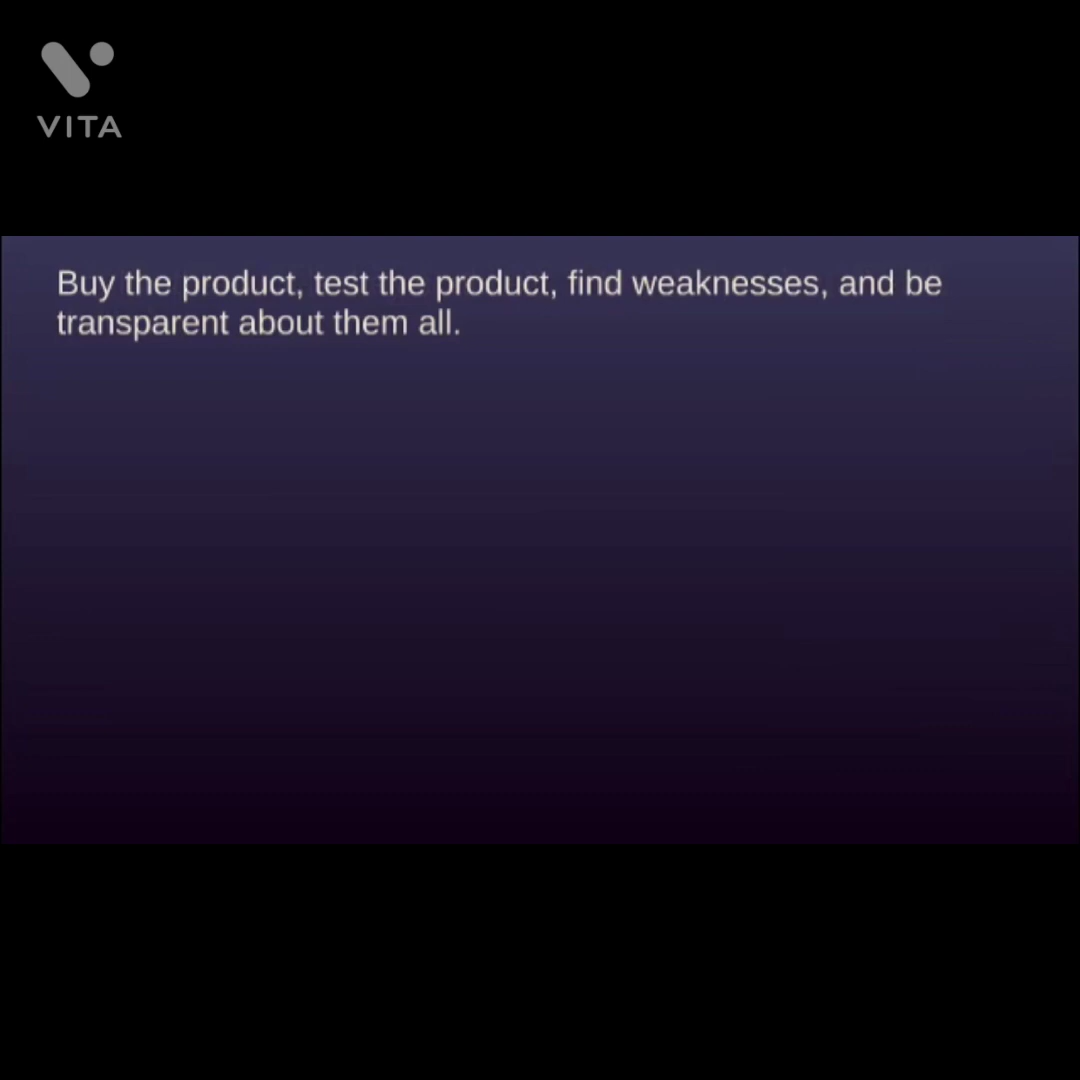 VITA
Buy the product, test the product, find weaknesses, and be
transparent about them all.